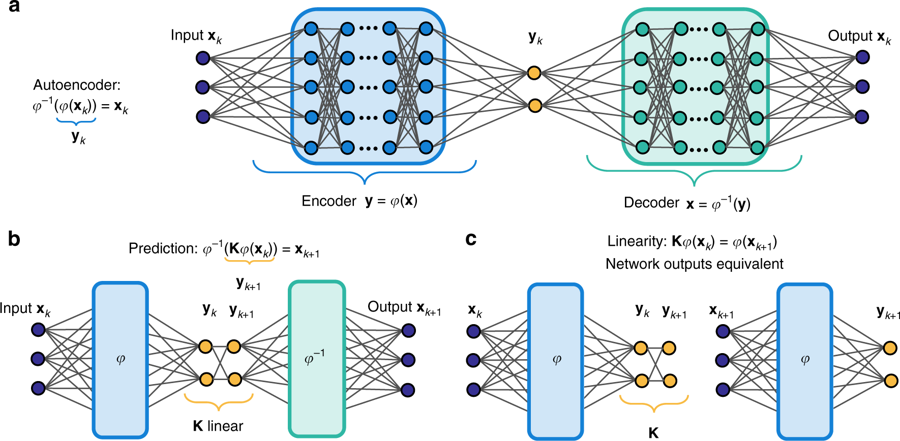 a
Input xₖ
yₖ
Output xₖ
Autoencoder:
φ⁻¹(φ(xₖ)) = xₖ
yₖ
Encoder y = φ(x)
Decoder x = φ⁻¹(y)
b
Prediction: φ⁻¹(Kφ(xₖ)) = xₖ₊₁
yₖ₊₁
Input xₖ
yₖ yₖ₊₁
Output xₖ₊₁
φ
φ⁻¹
K linear
c
Linearity: Kφ(xₖ) = φ(xₖ₊₁)
Network outputs equivalent
xₖ
yₖ yₖ₊₁
xₖ₊₁
yₖ₊₁
φ
φ
K